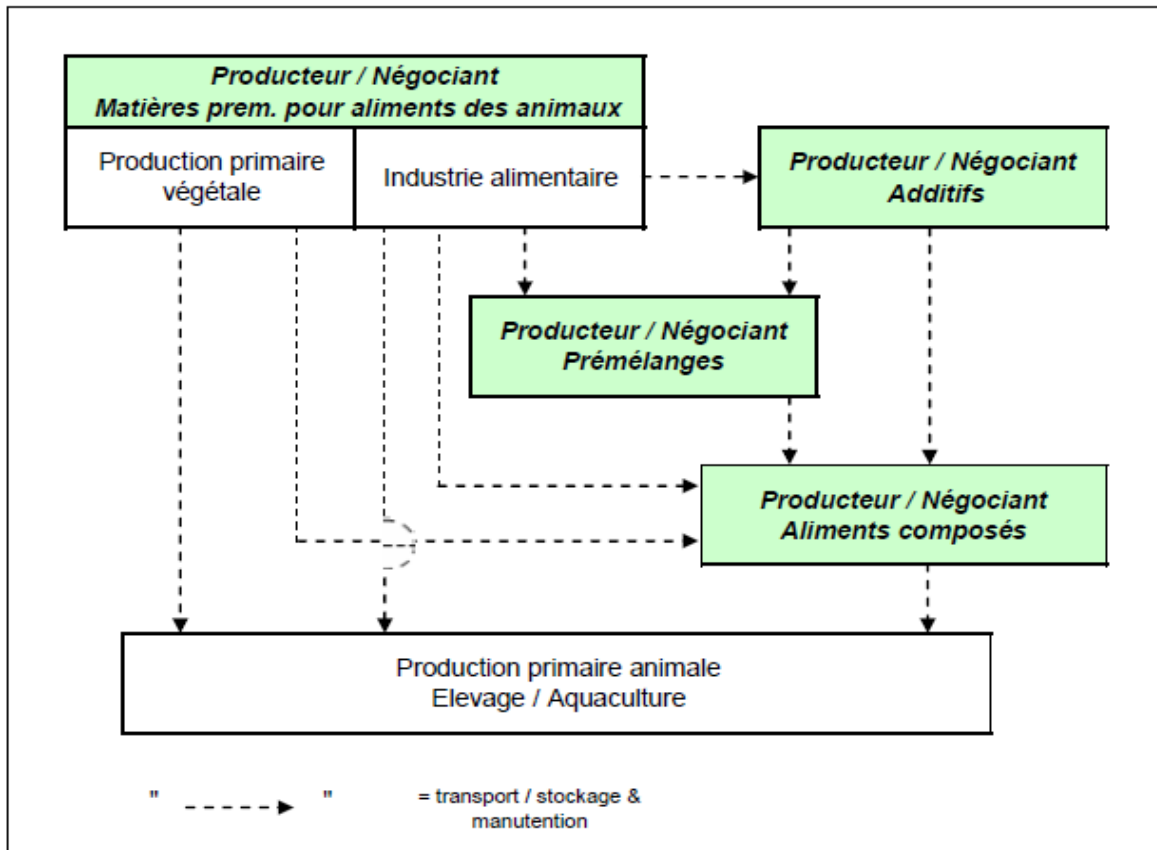 Producteur / Négociant
Matières prem. pour aliments des animaux
Production primaire
végétale
Industrie alimentaire
Producteur / Négociant
Additifs
Producteur / Négociant
Prémélanges
Producteur / Négociant
Aliments composés
Production primaire animale
Elevage / Aquaculture
" " = transport / stockage &
manutention